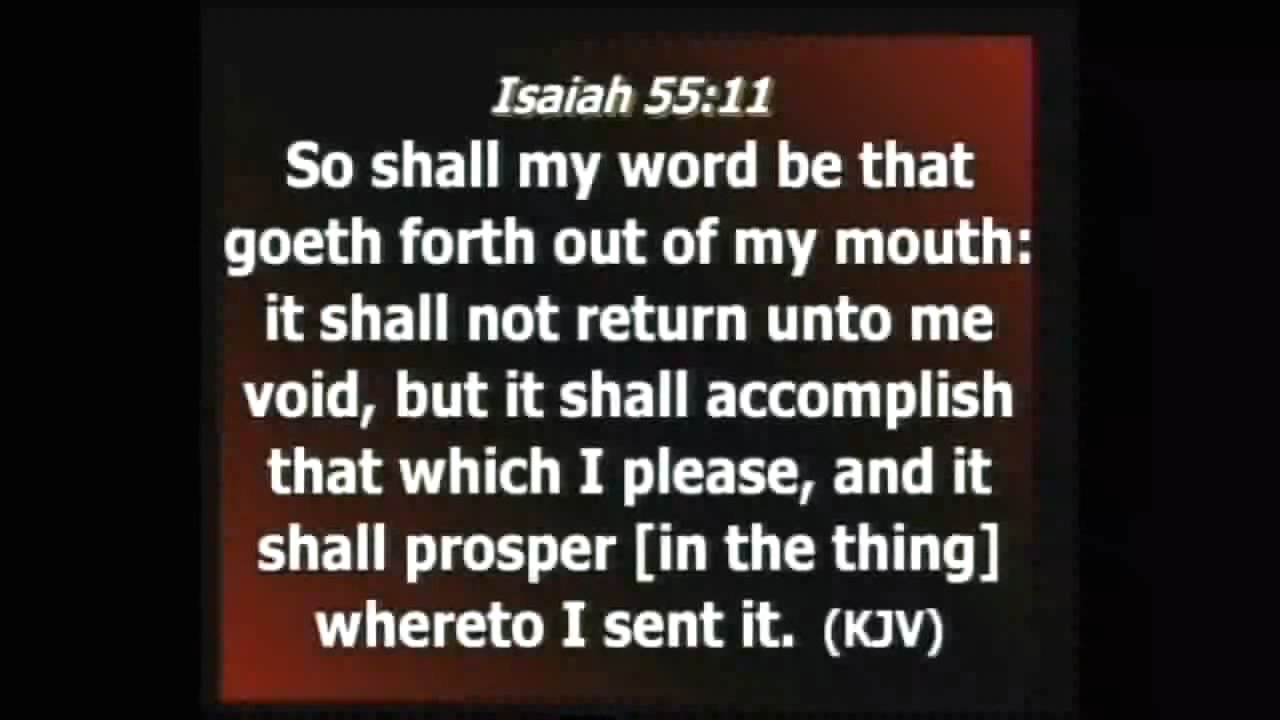 Isaiah 55:11
So shall my word be that
goeth forth out of my mouth:
it shall not return unto me
void, but it shall accomplish
that which I please, and it
shall prosper [in the thing]
whereto I sent it. (KJV)